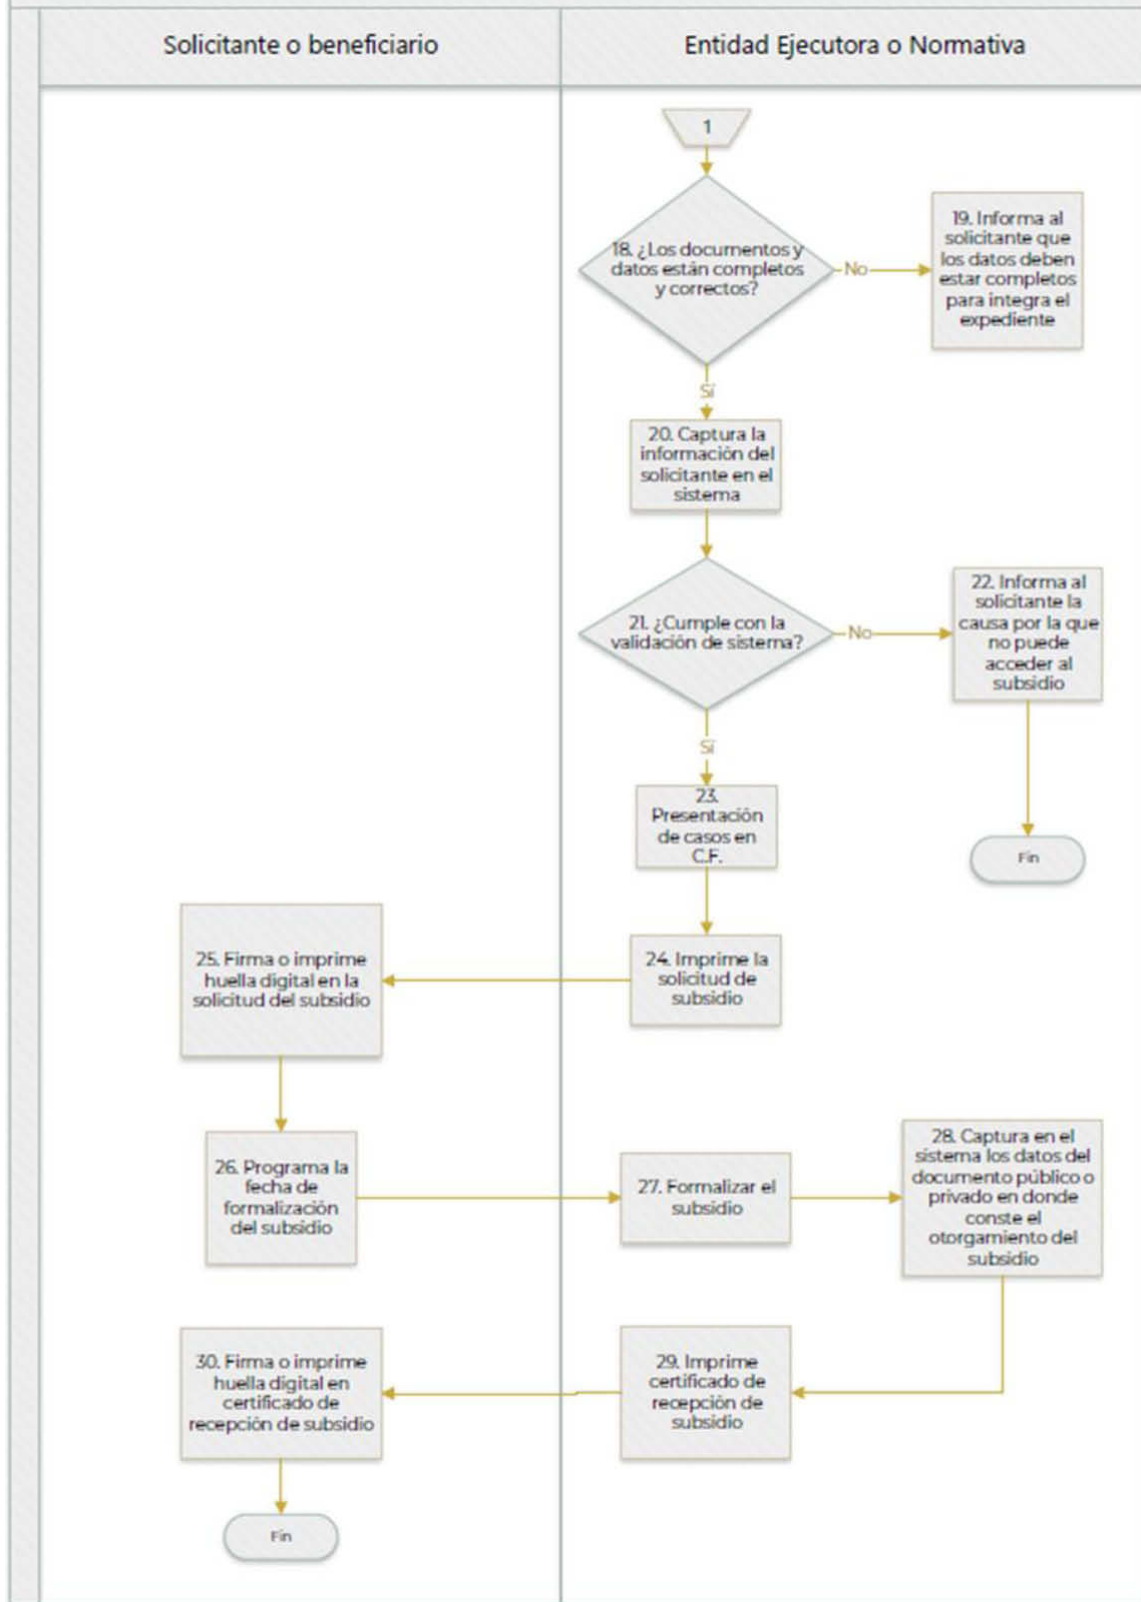 Solicitante o beneficiario
Entidad Ejecutora o Normativa
1
18. ¿Los documentos y
datos están completos
y correctos?
No
19. Informa al
solicitante que
los datos deben
estar completos
para integra el
expediente
Sí
20. Captura la
información del
solicitante en el
sistema
21. ¿Cumple con la
validación de sistema?
No
22. Informa al
solicitante la
causa por la que
no puede
acceder al
subsidio
Sí
23.
Presentación
de casos en
C.F.
Fin
24. Imprime la
solicitud de
subsidio
25. Firma o imprime
huella digital en la
solicitud del subsidio
26. Programa la
fecha de
formalización
del subsidio
27. Formalizar el
subsidio
28. Captura en el
sistema los datos del
documento público o
privado en donde
conste el
otorgamiento del
subsidio
29. Imprime
certificado de
recepción de
subsidio
30. Firma o imprime
huella digital en
certificado de
recepción de subsidio
Fin